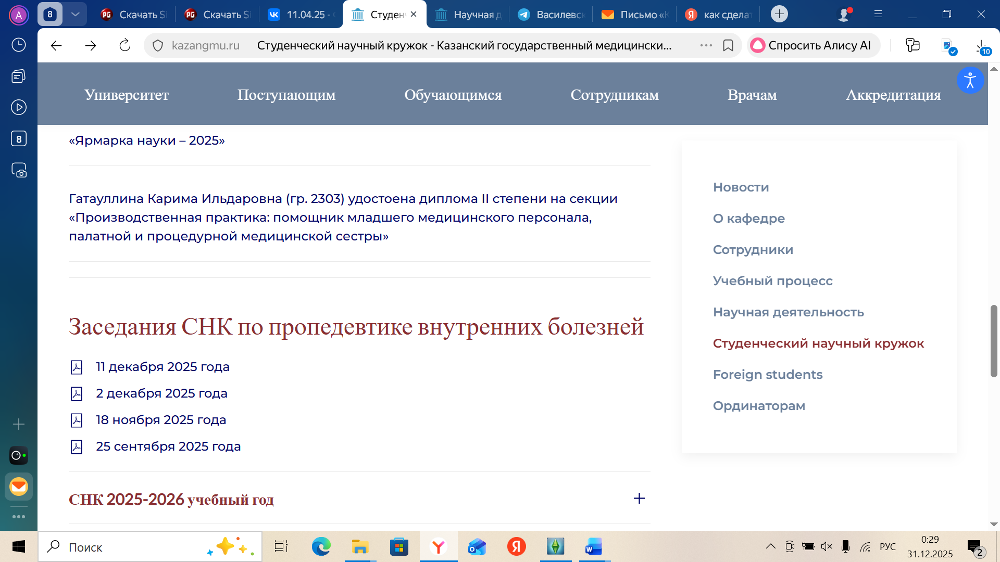 A
8
Скачать S
Скачать S
11.04.25 -
Студен
Научная д
Василевск
Письмо «К
как сделат
kazangmu.ru
Студенческий научный кружок - Казанский государственный медицински...
Спросить Алису AI
10
Университет
Поступающим
Обучающимся
Сотрудникам
Врачам
Аккредитация
8
«Ярмарка науки – 2025»
Гатауллина Карима Ильдаровна (гр. 2303) удостоена диплома II степени на секции
«Производственная практика: помощник младшего медицинского персонала,
палатной и процедурной медицинской сестры»
Заседания СНК по пропедевтике внутренних болезней
11 декабря 2025 года
2 декабря 2025 года
18 ноября 2025 года
25 сентября 2025 года
СНК 2025-2026 учебный год
Новости
О кафедре
Сотрудники
Учебный процесс
Научная деятельность
Студенческий научный кружок
Foreign students
Ординаторам
Поиск
РУС
0:29
31.12.2025
2